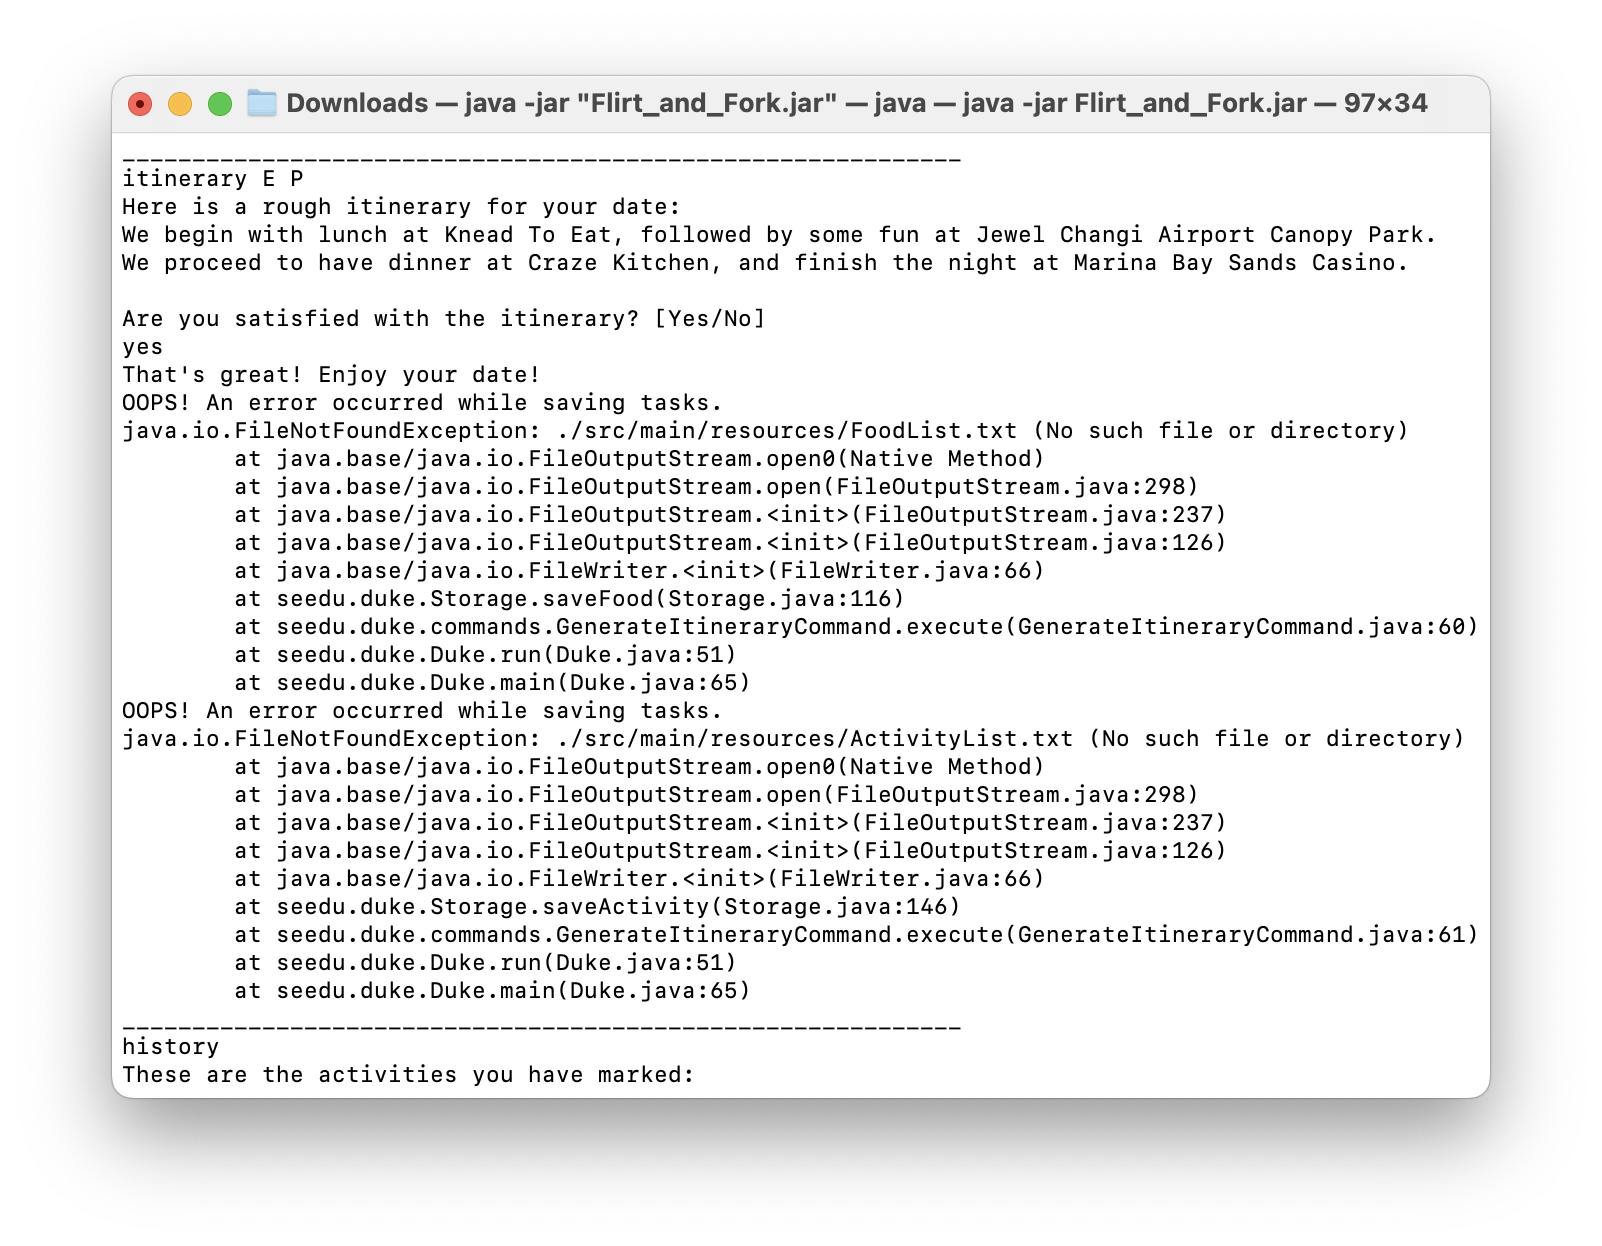 Downloads — java -jar "Flirt_and_Fork.jar" — java — java -jar Flirt_and_Fork.jar — 97×34
____________________________________________________________
itinerary E P
Here is a rough itinerary for your date:
We begin with lunch at Knead To Eat, followed by some fun at Jewel Changi Airport Canopy Park.
We proceed to have dinner at Craze Kitchen, and finish the night at Marina Bay Sands Casino.

Are you satisfied with the itinerary? [Yes/No]
yes
That's great! Enjoy your date!
OOPS! An error occurred while saving tasks.
java.io.FileNotFoundException: ./src/main/resources/FoodList.txt (No such file or directory)
        at java.base/java.io.FileOutputStream.open0(Native Method)
        at java.base/java.io.FileOutputStream.open(FileOutputStream.java:298)
        at java.base/java.io.FileOutputStream.<init>(FileOutputStream.java:237)
        at java.base/java.io.FileOutputStream.<init>(FileOutputStream.java:126)
        at java.base/java.io.FileWriter.<init>(FileWriter.java:66)
        at seedu.duke.Storage.saveFood(Storage.java:116)
        at seedu.duke.commands.GenerateItineraryCommand.execute(GenerateItineraryCommand.java:60)
        at seedu.duke.Duke.run(Duke.java:51)
        at seedu.duke.Duke.main(Duke.java:65)
OOPS! An error occurred while saving tasks.
java.io.FileNotFoundException: ./src/main/resources/ActivityList.txt (No such file or directory)
        at java.base/java.io.FileOutputStream.open0(Native Method)
        at java.base/java.io.FileOutputStream.open(FileOutputStream.java:298)
        at java.base/java.io.FileOutputStream.<init>(FileOutputStream.java:237)
        at java.base/java.io.FileOutputStream.<init>(FileOutputStream.java:126)
        at java.base/java.io.FileWriter.<init>(FileWriter.java:66)
        at seedu.duke.Storage.saveActivity(Storage.java:146)
        at seedu.duke.commands.GenerateItineraryCommand.execute(GenerateItineraryCommand.java:61)
        at seedu.duke.Duke.run(Duke.java:51)
        at seedu.duke.Duke.main(Duke.java:65)
____________________________________________________________
history
These are the activities you have marked: